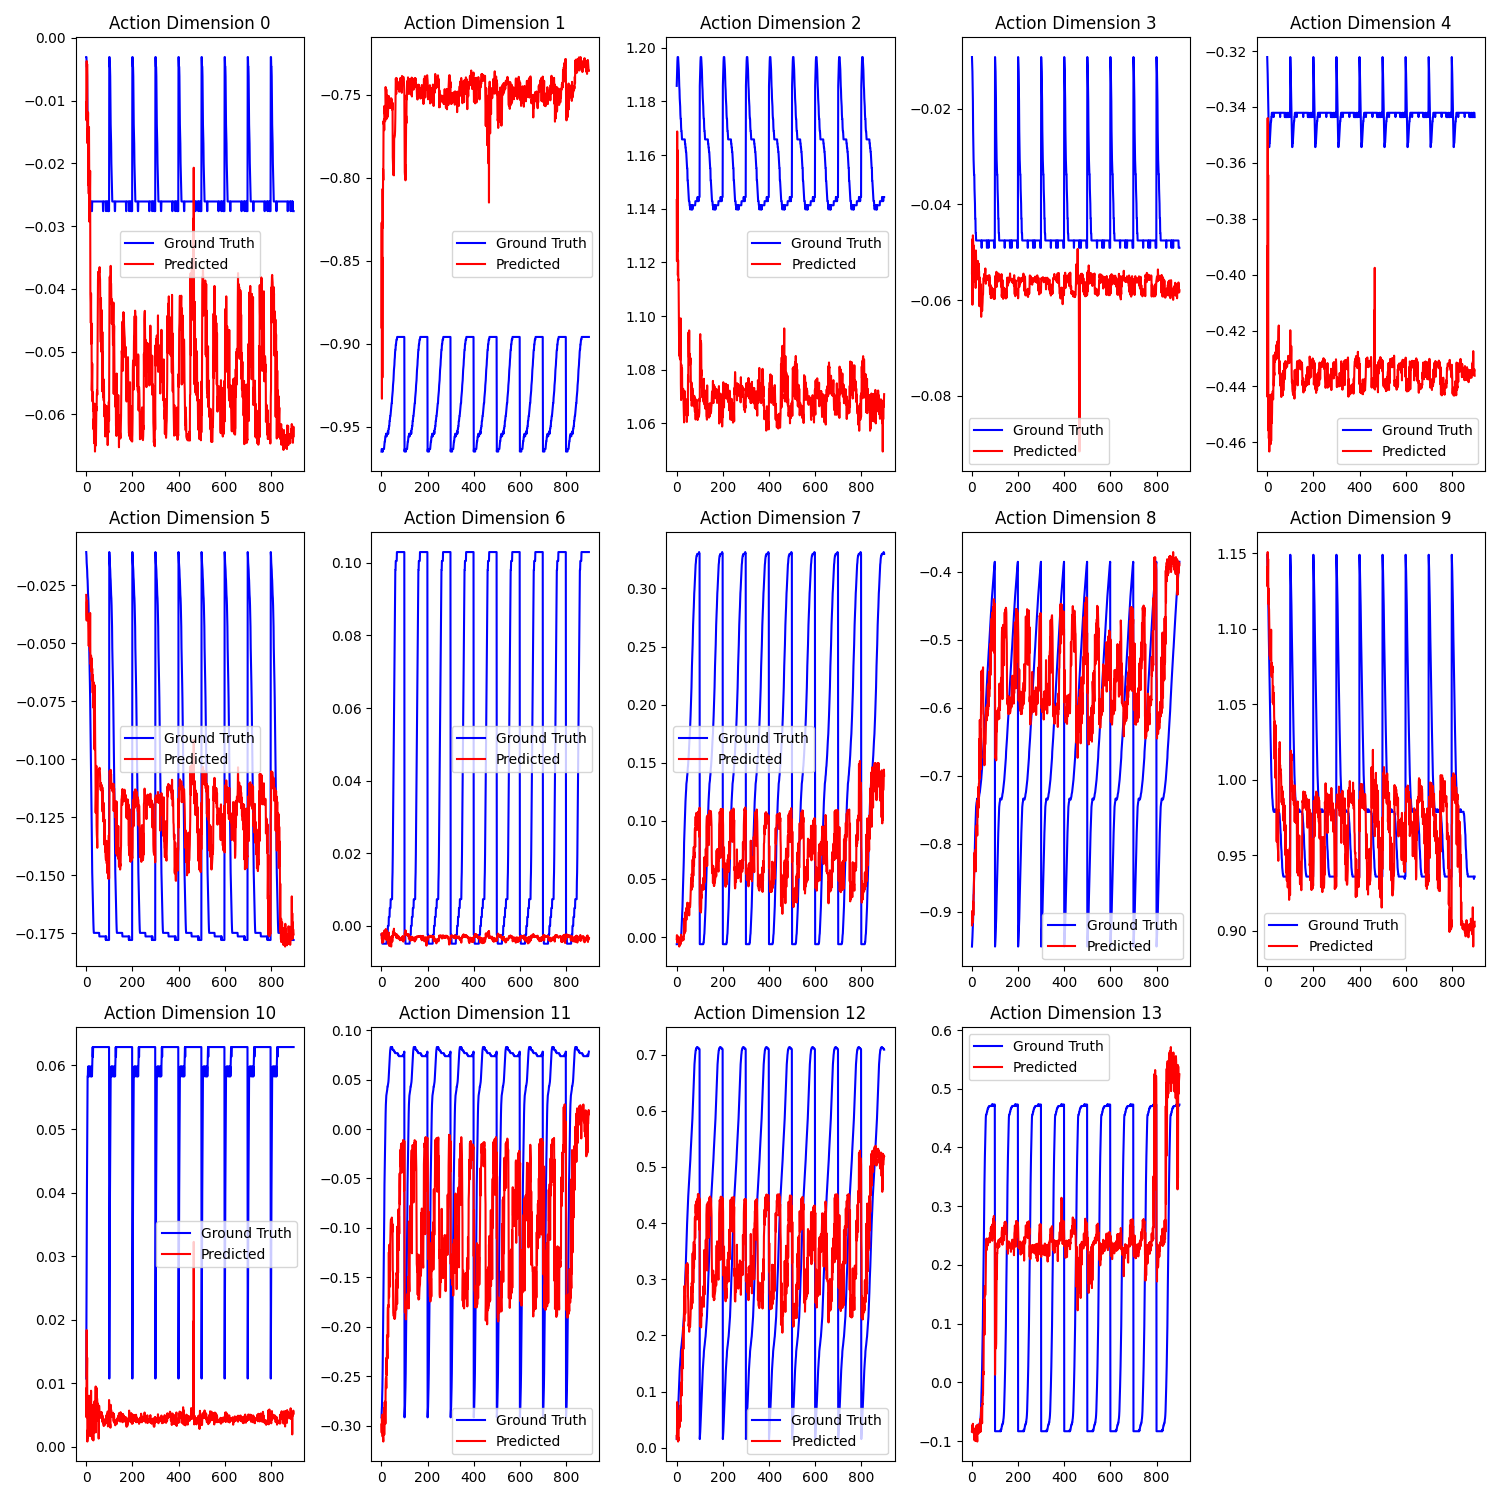 Action Dimension 0
0.00
−0.01
−0.02
−0.03
−0.04
−0.05
−0.06
0 200 400 600 800
Ground Truth
Predicted
Action Dimension 1
−0.75
−0.80
−0.85
−0.90
−0.95
0 200 400 600 800
Ground Truth
Predicted
Action Dimension 2
1.20
1.18
1.16
1.14
1.12
1.10
1.08
1.06
0 200 400 600 800
Ground Truth
Predicted
Action Dimension 3
−0.02
−0.04
−0.06
−0.08
0 200 400 600 800
Ground Truth
Predicted
Action Dimension 4
−0.32
−0.34
−0.36
−0.38
−0.40
−0.42
−0.44
−0.46
0 200 400 600 800
Ground Truth
Predicted
Action Dimension 5
−0.025
−0.050
−0.075
−0.100
−0.125
−0.150
−0.175
0 200 400 600 800
Ground Truth
Predicted
Action Dimension 6
0.10
0.08
0.06
0.04
0.02
0.00
0 200 400 600 800
Ground Truth
Predicted
Action Dimension 7
0.30
0.25
0.20
0.15
0.10
0.05
0.00
0 200 400 600 800
Ground Truth
Predicted
Action Dimension 8
−0.4
−0.5
−0.6
−0.7
−0.8
−0.9
0 200 400 600 800
Ground Truth
Predicted
Action Dimension 9
1.15
1.10
1.05
1.00
0.95
0.90
0 200 400 600 800
Ground Truth
Predicted
Action Dimension 10
0.06
0.05
0.04
0.03
0.02
0.01
0.00
0 200 400 600 800
Ground Truth
Predicted
Action Dimension 11
0.10
0.05
0.00
−0.05
−0.10
−0.15
−0.20
−0.25
−0.30
0 200 400 600 800
Ground Truth
Predicted
Action Dimension 12
0.7
0.6
0.5
0.4
0.3
0.2
0.1
0.0
0 200 400 600 800
Ground Truth
Predicted
Action Dimension 13
0.6
0.5
0.4
0.3
0.2
0.1
0.0
−0.1
0 200 400 600 800
Ground Truth
Predicted